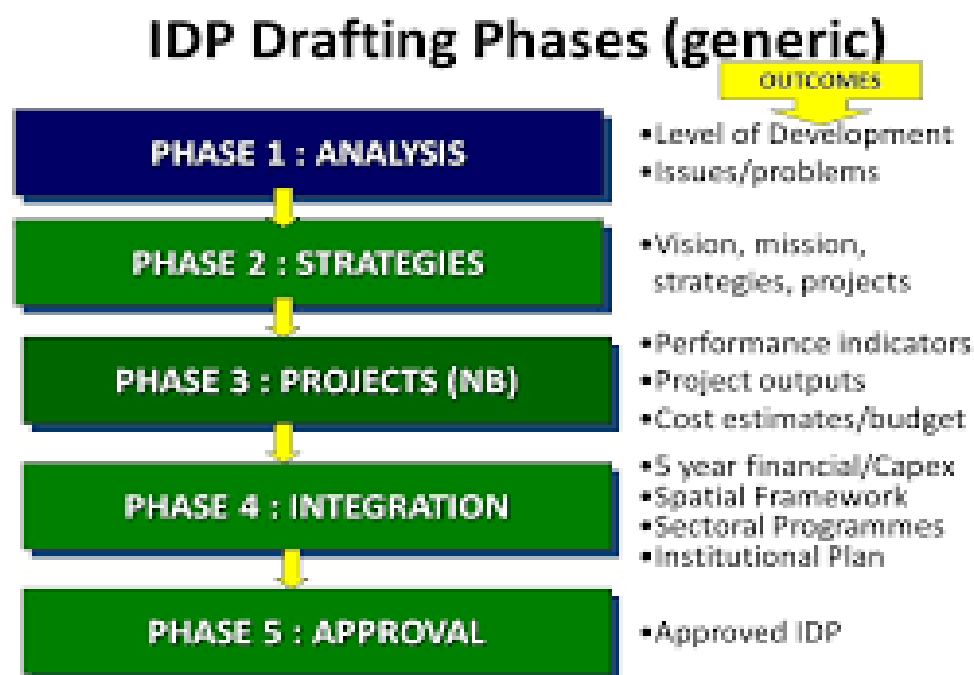 IDP Drafting Phases (generic)
OUTCOMES
PHASE 1 : ANALYSIS
•Level of Development
•Issues/problems
PHASE 2 : STRATEGIES
•Vision, mission,
strategies, projects
PHASE 3 : PROJECTS (NB)
•Performance indicators
•Project outputs
•Cost estimates/budget
PHASE 4 : INTEGRATION
•5 year financial/Capex
•Spatial Framework
•Sectoral Programmes
•Institutional Plan
PHASE 5 : APPROVAL
•Approved IDP